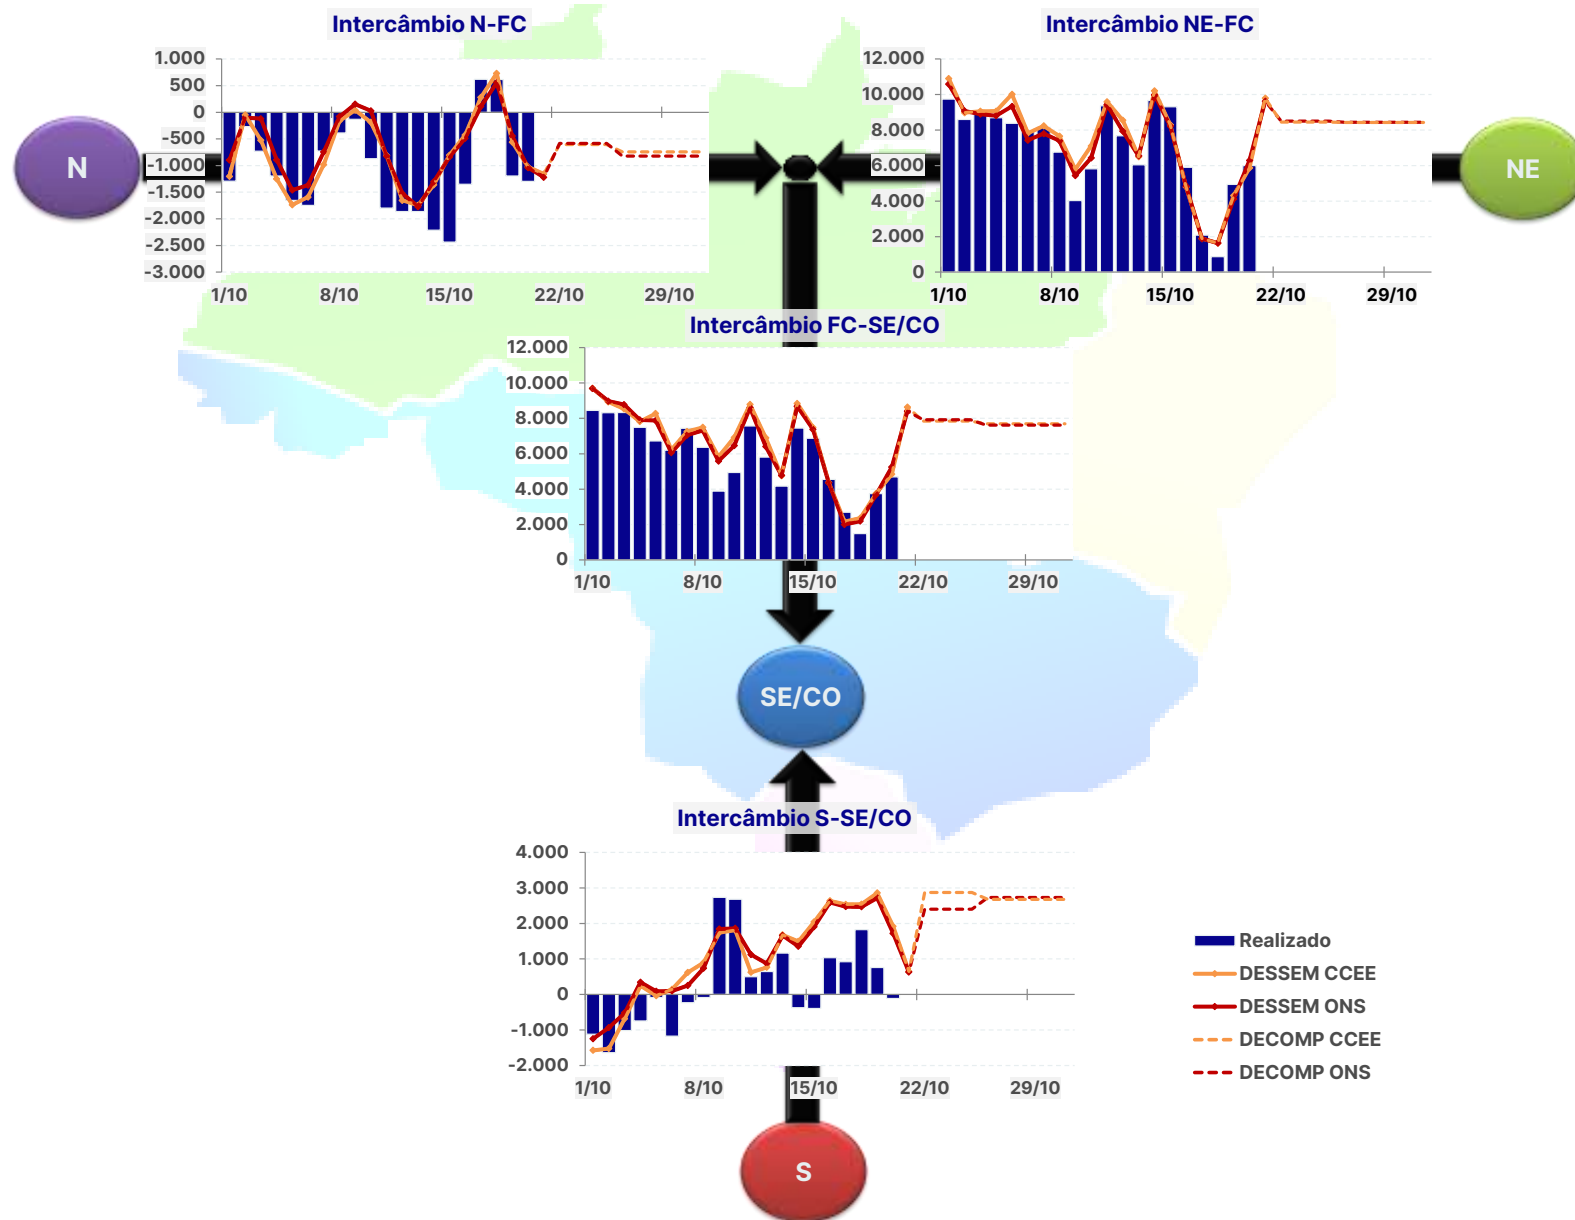 Intercâmbio N-FC
1.000
500
0
-500
-1.000
-1.500
-2.000
-2.500
-3.000
1/10 8/10 15/10 22/10 29/10
Intercâmbio NE-FC
12.000
10.000
8.000
6.000
4.000
2.000
0
1/10 8/10 15/10 22/10 29/10
N
NE
Intercâmbio FC-SE/CO
12.000
10.000
8.000
6.000
4.000
2.000
0
1/10 8/10 15/10 22/10 29/10
SE/CO
Intercâmbio S-SE/CO
4.000
3.000
2.000
1.000
0
-1.000
-2.000
1/10 8/10 15/10 22/10 29/10
Realizado
DESSEM CCEE
DESSEM ONS
DECOMP CCEE
DECOMP ONS
S